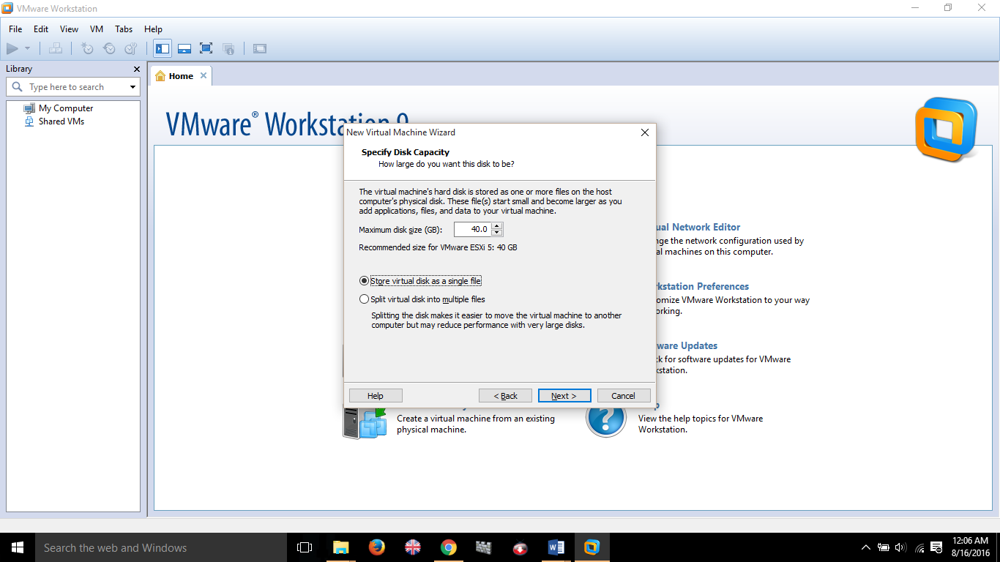 VMware Workstation
File Edit View VM Tabs Help
Library
Type here to search
My Computer
Shared VMs
Home
VMware® Workstation 9
New Virtual Machine Wizard
Specify Disk Capacity
How large do you want this disk to be?
The virtual machine's hard disk is stored as one or more files on the host
computer's physical disk. These file(s) start small and become larger as you
add applications, files, and data to your virtual machine.
Maximum disk size (GB): 40.0
Recommended size for VMware ESXi 5: 40 GB
Store virtual disk as a single file
Split virtual disk into multiple files
Splitting the disk makes it easier to move the virtual machine to another
computer but may reduce performance with very large disks.
Help < Back Next > Cancel
ual Network Editor
nge the network configuration used by
al machines on this computer.
kstation Preferences
omize VMware Workstation to your way
orking.
ware Updates
ck for software updates for VMware
kstation.
Create a virtual machine from an existing
physical machine.
p
View the help topics for VMware
Workstation.
Search the web and Windows
12:06 AM
8/16/2016